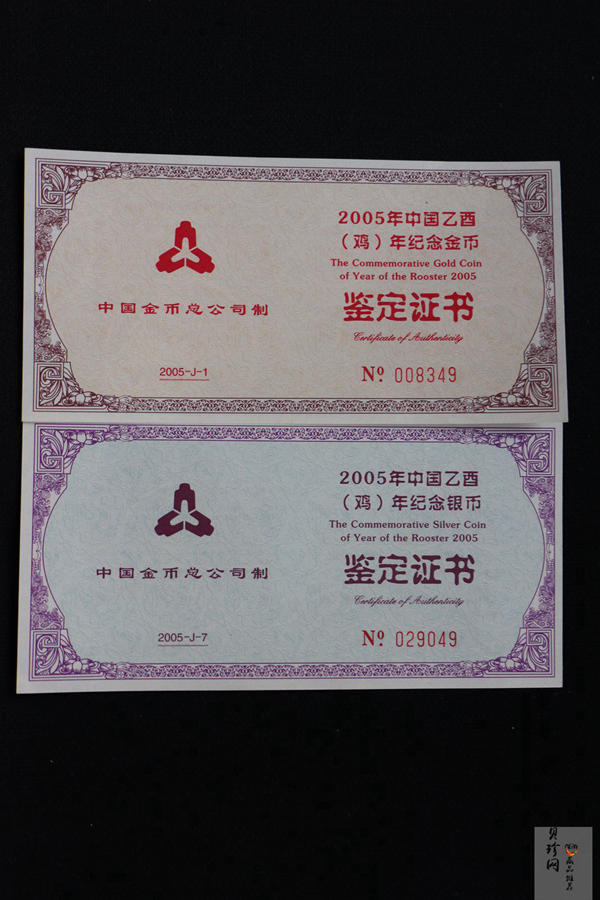 2005年中国乙酉
（鸡）年纪念金币
The Commemorative Gold Coin
of Year of the Rooster 2005
中国金币总公司制
鉴定证书
Certificate of Authenticity
2005-J-1
Nº 008349
2005年中国乙酉
（鸡）年纪念银币
The Commemorative Silver Coin
of Year of the Rooster 2005
中国金币总公司制
鉴定证书
Certificate of Authenticity
2005-J-7
Nº 029049
贝珍网